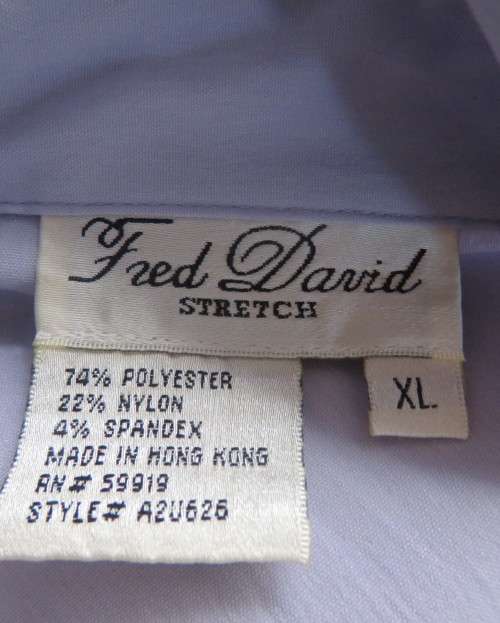 Fred David
STRETCH
74% POLYESTER
22% NYLON
4% SPANDEX
MADE IN HONG KONG
RN# 59919
STYLE# A2U626
XL